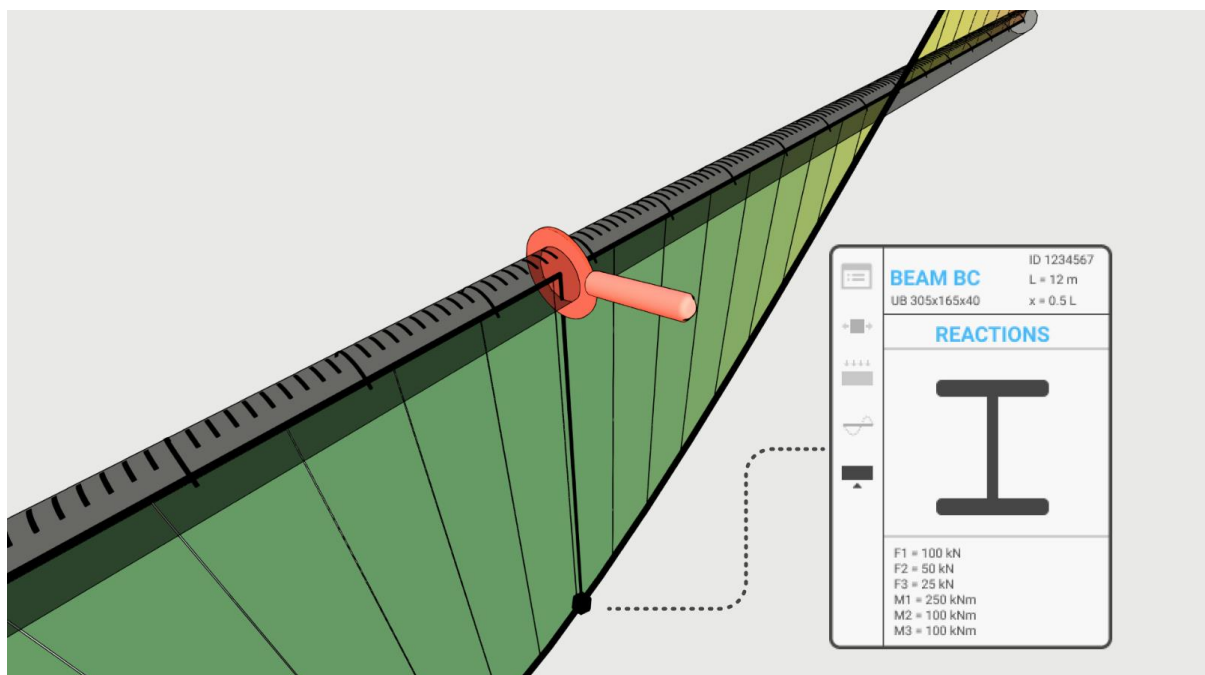 BEAM BC
UB 305x165x40
ID 1234567
L = 12 m
x = 0.5 L
REACTIONS
F1 = 100 kN
F2 = 50 kN
F3 = 25 kN
M1 = 250 kNm
M2 = 100 kNm
M3 = 100 kNm